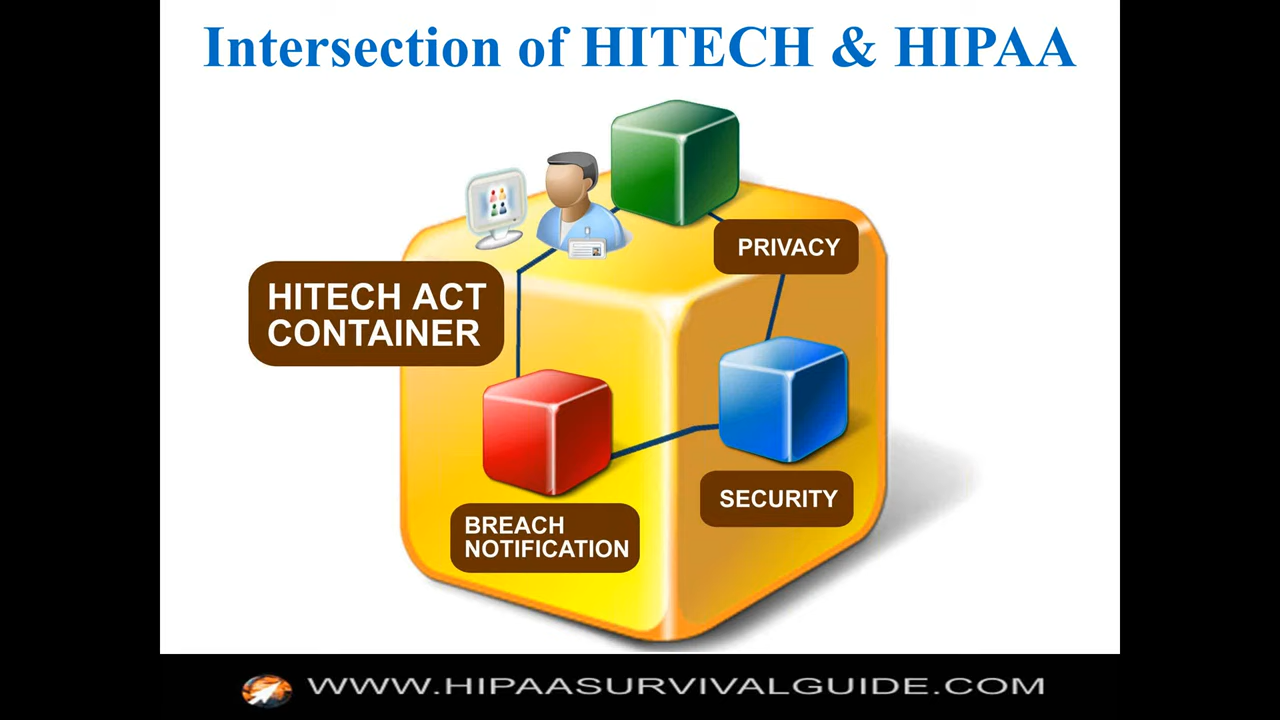 Intersection of HITECH & HIPAA
PRIVACY
HITECH ACT
CONTAINER
SECURITY
BREACH
NOTIFICATION
WWW.HIPAASURVIVALGUIDE.COM